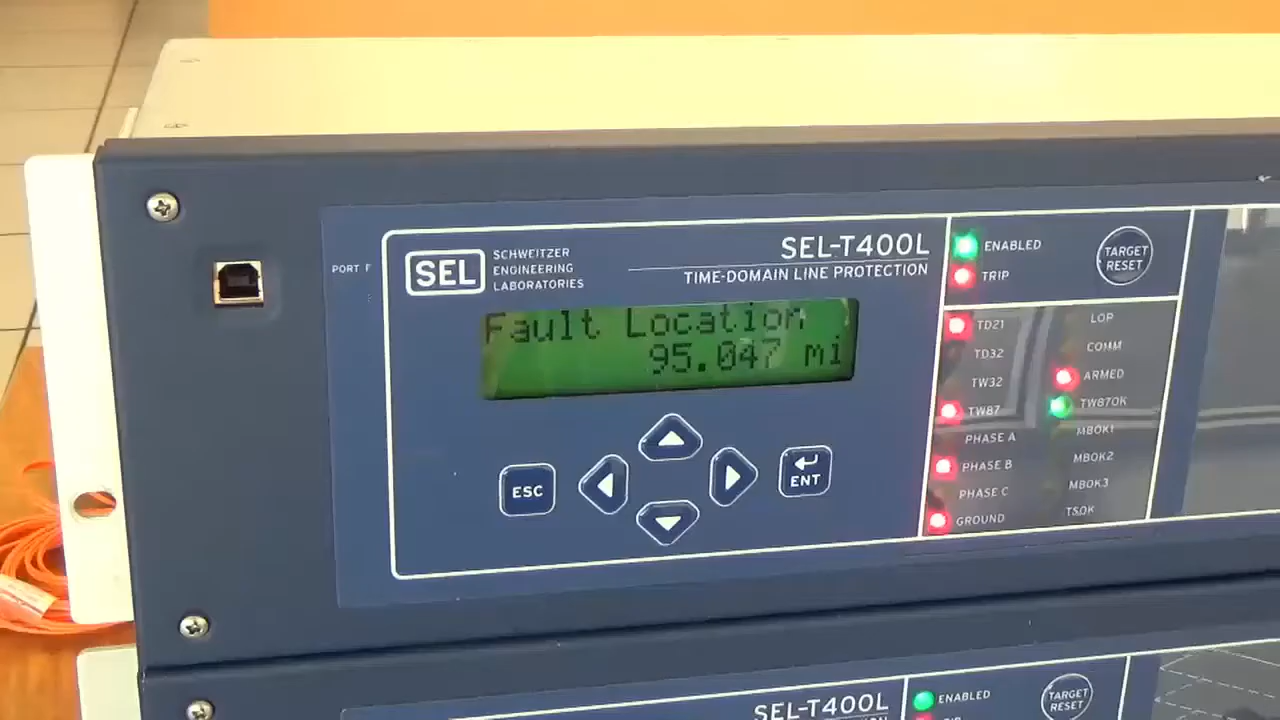 PORT F
SEL
SCHWEITZER
ENGINEERING
LABORATORIES
SEL-T400L
TIME-DOMAIN LINE PROTECTION
Fault Location
95.047 mi
ESC
ENT
ENABLED
TRIP
TARGET
RESET
TD21
TD32
TW32
TW87
PHASE A
PHASE B
PHASE C
GROUND
LOP
COMM
ARMED
TW87OK
MBOK1
MBOK2
MBOK3
TSOK
SEL-T400L
ENABLED
TARGET
RESET